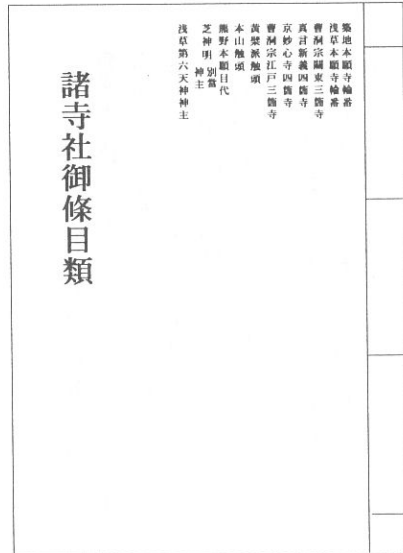 築地本願寺輪番
浅草本願寺輪番
曹洞宗關東三箇寺
真言新義四箇寺
京妙心寺四箇寺
曹洞宗江戸三箇寺
黄檗派触頭
本山触頭
熊野本願目代
芝神明 別當
神主
浅草第六天神神主
諸寺社御條目類